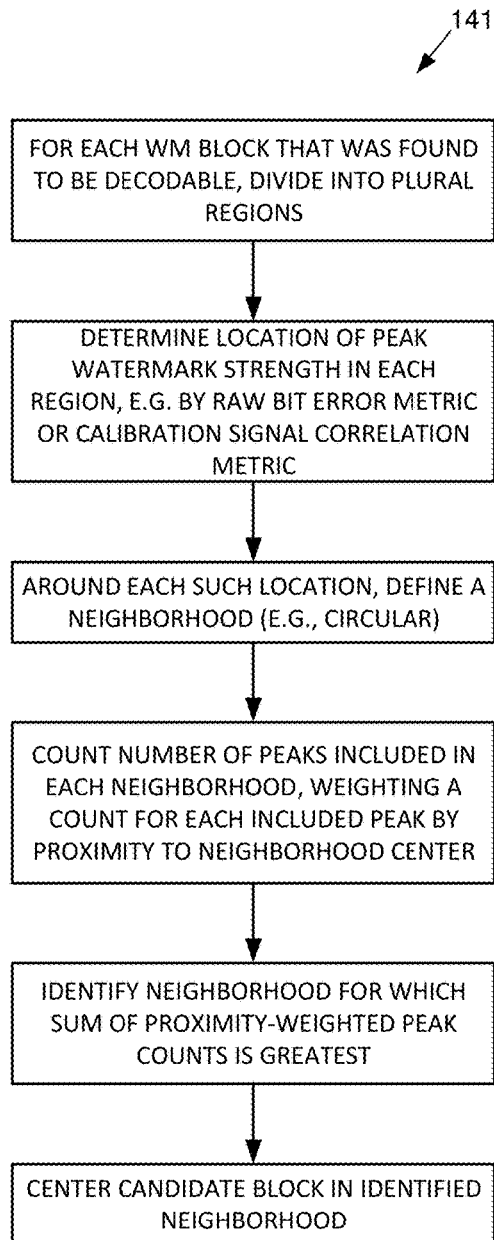 141
FOR EACH WM BLOCK THAT WAS FOUND
TO BE DECODABLE, DIVIDE INTO PLURAL
REGIONS
DETERMINE LOCATION OF PEAK
WATERMARK STRENGTH IN EACH
REGION, E.G. BY RAW BIT ERROR METRIC
OR CALIBRATION SIGNAL CORRELATION
METRIC
AROUND EACH SUCH LOCATION, DEFINE A
NEIGHBORHOOD (E.G., CIRCULAR)
COUNT NUMBER OF PEAKS INCLUDED IN
EACH NEIGHBORHOOD, WEIGHTING A
COUNT FOR EACH INCLUDED PEAK BY
PROXIMITY TO NEIGHBORHOOD CENTER
IDENTIFY NEIGHBORHOOD FOR WHICH
SUM OF PROXIMITY-WEIGHTED PEAK
COUNTS IS GREATEST
CENTER CANDIDATE BLOCK IN IDENTIFIED
NEIGHBORHOOD